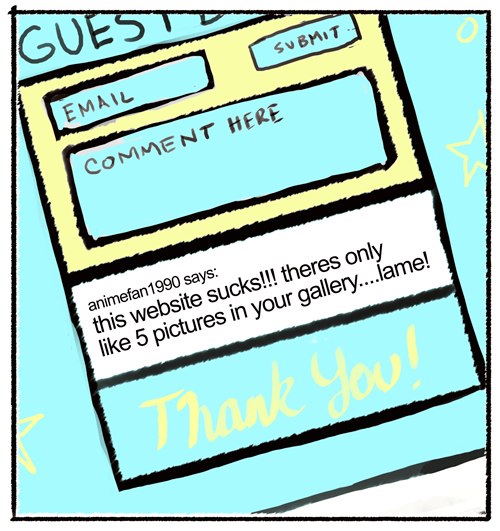 GUEST
SUBMIT
EMAIL
COMMENT HERE
animefan1990 says:
this website sucks!!! theres only
like 5 pictures in your gallery....lame!
Thank You!